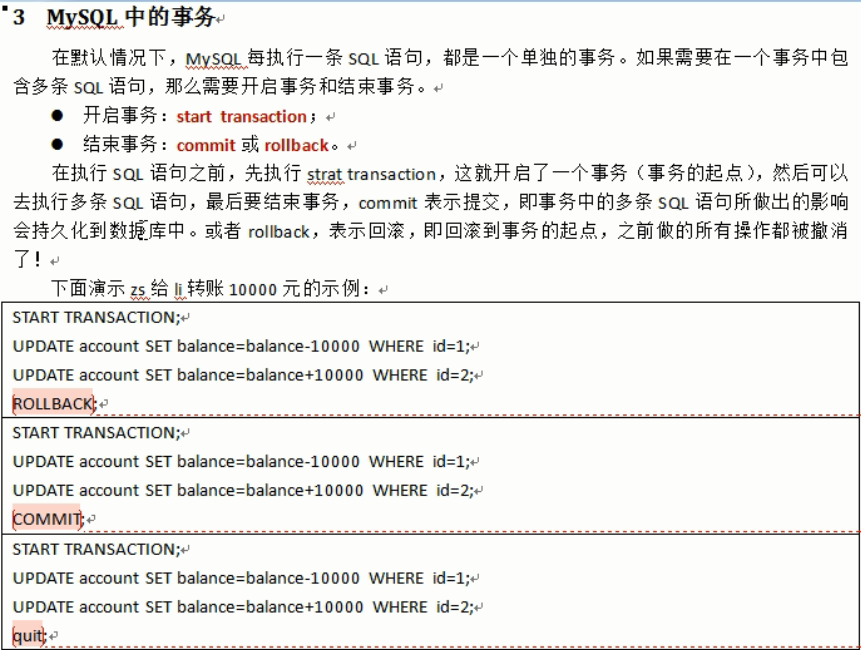 3 MySQL 中的事务
在默认情况下，MySQL 每执行一条 SQL 语句，都是一个单独的事务。如果需要在一个事务中包
含多条 SQL 语句，那么需要开启事务和结束事务。
● 开启事务：start transaction；
● 结束事务：commit 或 rollback。
在执行 SQL 语句之前，先执行 strat transaction，这就开启了一个事务（事务的起点），然后可以
去执行多条 SQL 语句，最后要结束事务，commit 表示提交，即事务中的多条 SQL 语句所做出的影响
会持久化到数据库中。或者 rollback，表示回滚，即回滚到事务的起点，之前做的所有操作都被撤消
了！
下面演示 zs 给 li 转账 10000 元的示例：
START TRANSACTION;
UPDATE account SET balance=balance-10000 WHERE id=1;
UPDATE account SET balance=balance+10000 WHERE id=2;
ROLLBACK;
START TRANSACTION;
UPDATE account SET balance=balance-10000 WHERE id=1;
UPDATE account SET balance=balance+10000 WHERE id=2;
COMMIT;
START TRANSACTION;
UPDATE account SET balance=balance-10000 WHERE id=1;
UPDATE account SET balance=balance+10000 WHERE id=2;
quit;